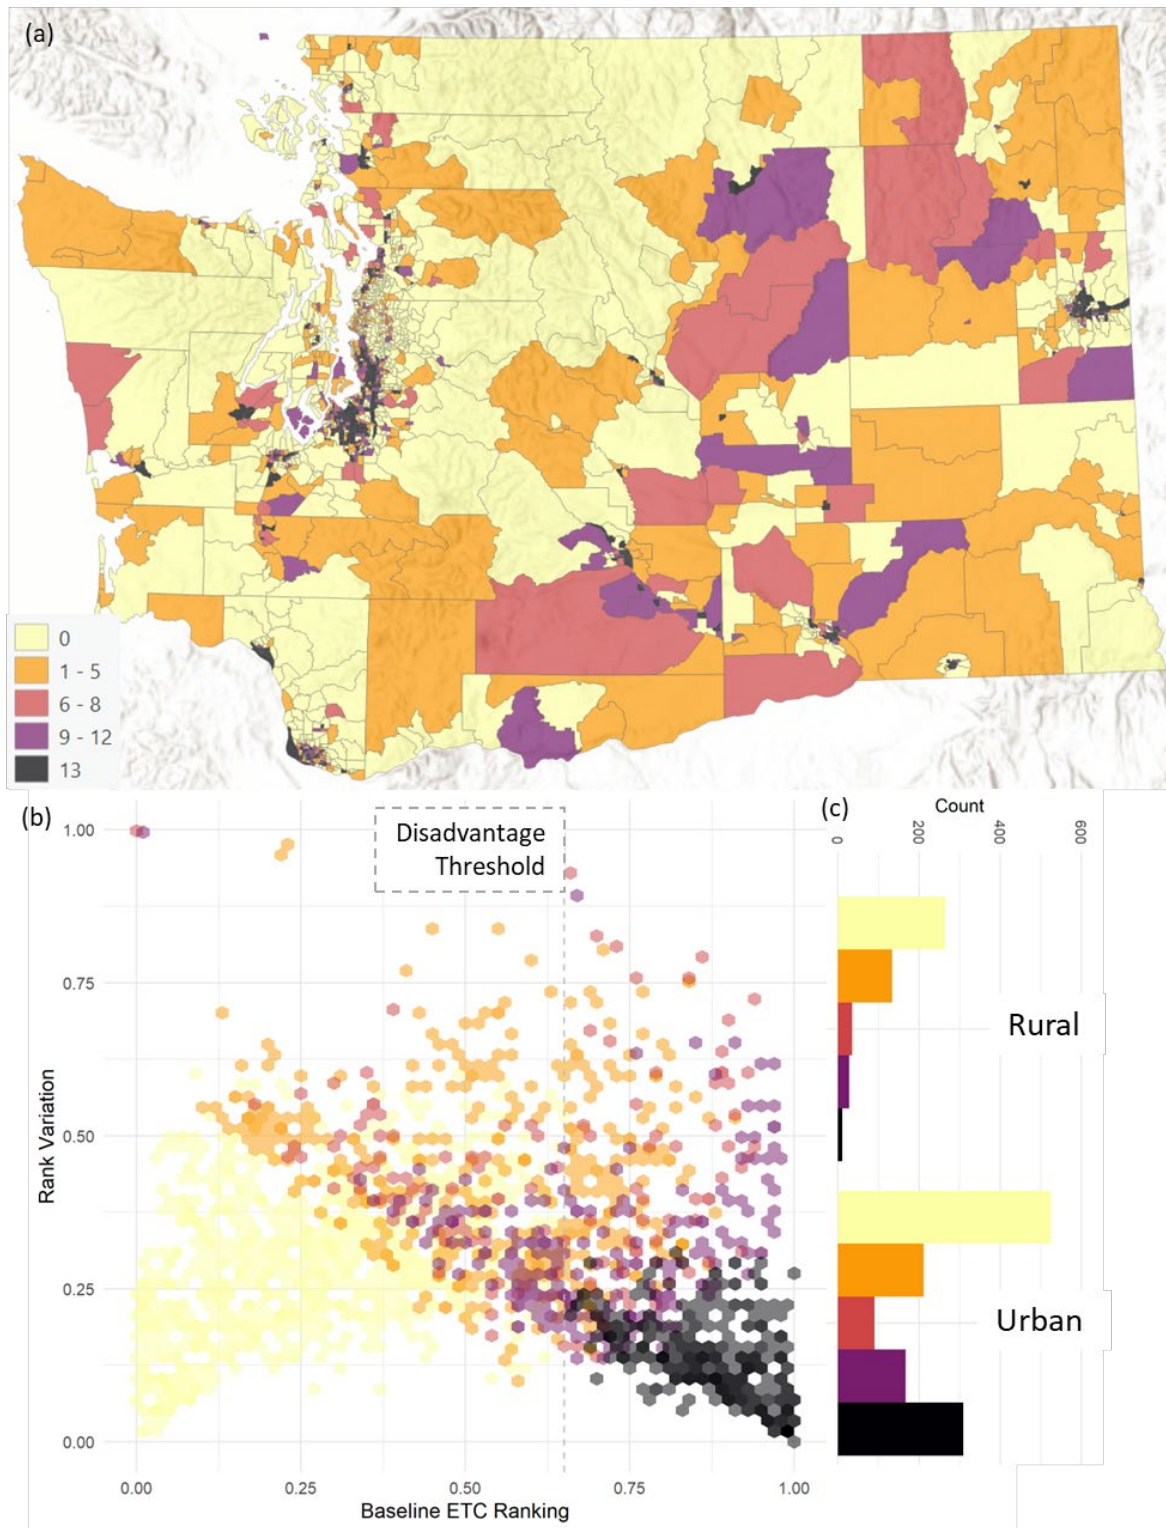 (a)
0
1 - 5
6 - 8
9 - 12
13
(b)
1.00
0.75
0.50
0.25
0.00
Rank Variation
Disadvantage
Threshold
0.00
0.25
0.50
0.75
1.00
Baseline ETC Ranking
(c)
Count
0
200
400
600
Rural
Urban